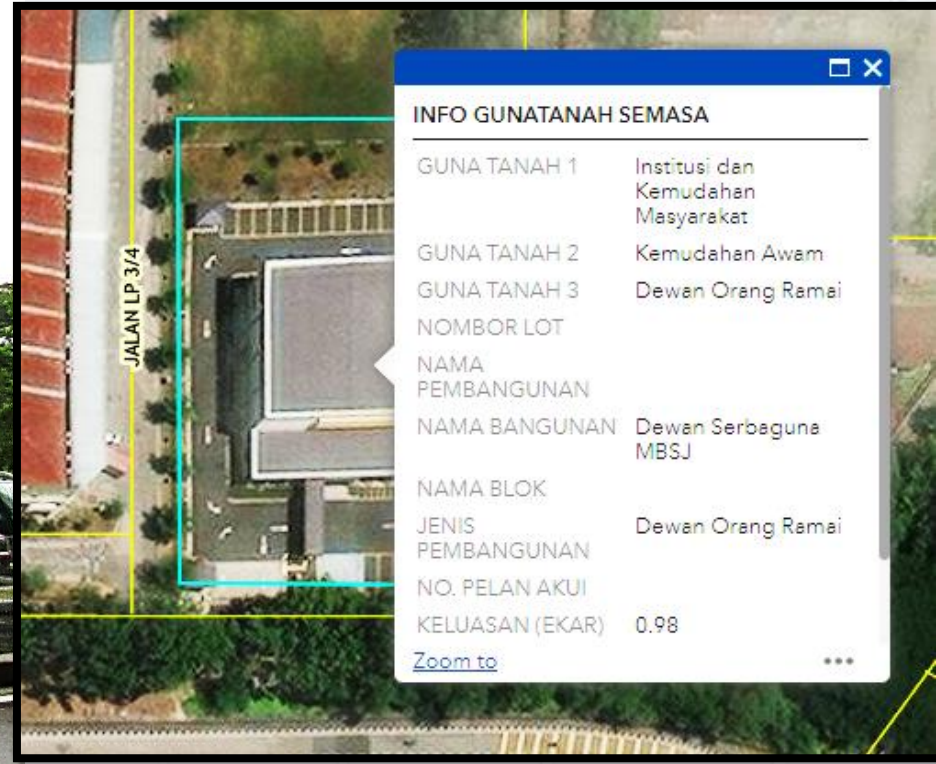 INFO GUNATANAH SEMASA
GUNA TANAH 1 Institusi dan
Kemudahan
Masyarakat
GUNA TANAH 2 Kemudahan Awam
GUNA TANAH 3 Dewan Orang Ramai
NOMBOR LOT
NAMA
PEMBANGUNAN
NAMA BANGUNAN Dewan Serbaguna
MBSJ
NAMA BLOK
JENIS Dewan Orang Ramai
PEMBANGUNAN
NO. PELAN AKUI
KELUASAN (EKAR) 0.98
Zoom to
JALAN LP 3/4